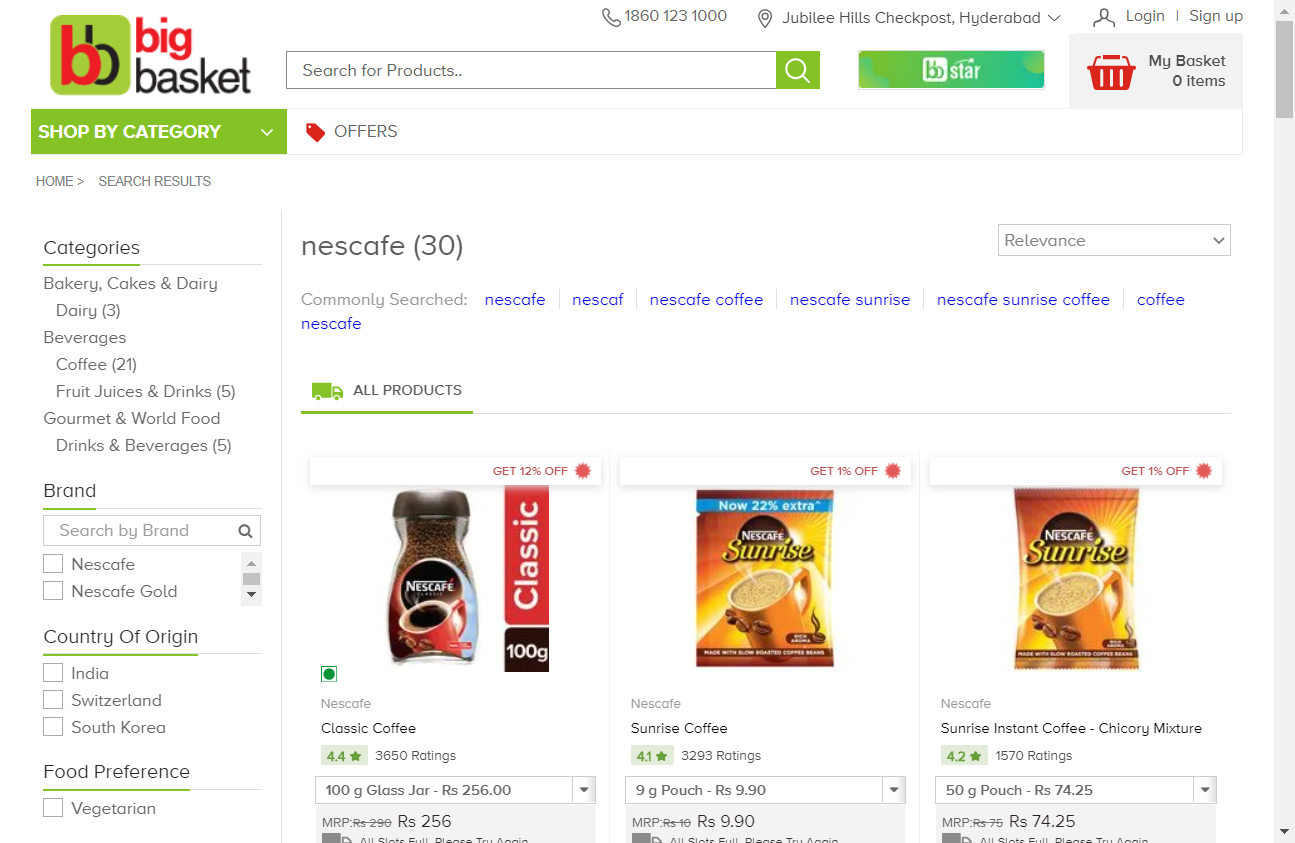 1860 123 1000
Jubilee Hills Checkpost, Hyderabad
Login | Sign up
bb big basket
Search for Products..
bb star
My Basket
0 items
SHOP BY CATEGORY
OFFERS
HOME > SEARCH RESULTS
Categories
Bakery, Cakes & Dairy
Dairy (3)
Beverages
Coffee (21)
Fruit Juices & Drinks (5)
Gourmet & World Food
Drinks & Beverages (5)
Brand
Search by Brand
Nescafe
Nescafe Gold
Country Of Origin
India
Switzerland
South Korea
Food Preference
Vegetarian
nescafe (30)
Relevance
Commonly Searched: nescafe nescaf nescafe coffee nescafe sunrise nescafe sunrise coffee coffee
nescafe
ALL PRODUCTS
GET 12% OFF
NESCAFÉ
CLASSIC
Classic
100g
Nescafe
Classic Coffee
4.4 ★ 3650 Ratings
100 g Glass Jar - Rs 256.00
MRP:Rs 290 Rs 256
All Slots Full. Please Try Again
GET 1% OFF
Now 22% extra^
NESCAFÉ
Sunrise
RICH
AROMA
MADE WITH SLOW ROASTED COFFEE BEANS
Nescafe
Sunrise Coffee
4.1 ★ 3293 Ratings
9 g Pouch - Rs 9.90
MRP:Rs 10 Rs 9.90
All Slots Full. Please Try Again
GET 1% OFF
NESCAFÉ
Sunrise
RICH
AROMA
MADE WITH SLOW ROASTED COFFEE BEANS
Nescafe
Sunrise Instant Coffee - Chicory Mixture
4.2 ★ 1570 Ratings
50 g Pouch - Rs 74.25
MRP:Rs 75 Rs 74.25
All Slots Full. Please Try Again